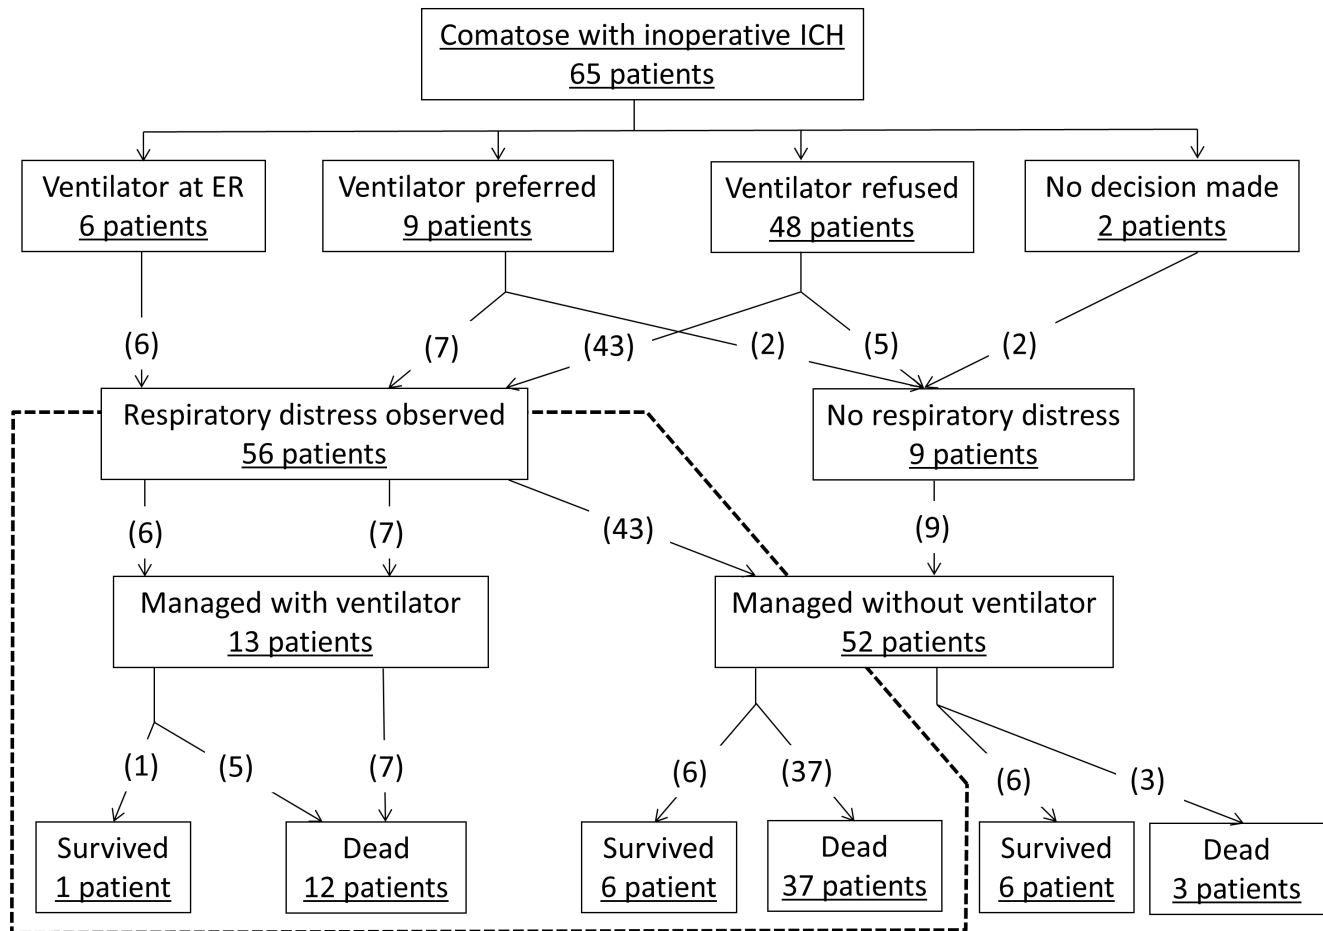 Comatose with inoperative ICH
65 patients
Ventilator at ER
6 patients
Ventilator preferred
9 patients
Ventilator refused
48 patients
No decision made
2 patients
(6)
(7)
(43)
(2)
(5)
(2)
Respiratory distress observed
56 patients
No respiratory distress
9 patients
(6)
(7)
(43)
(9)
Managed with ventilator
13 patients
Managed without ventilator
52 patients
(1)
(5)
(7)
(6)
(37)
(6)
(3)
Survived
1 patient
Dead
12 patients
Survived
6 patient
Dead
37 patients
Survived
6 patient
Dead
3 patients